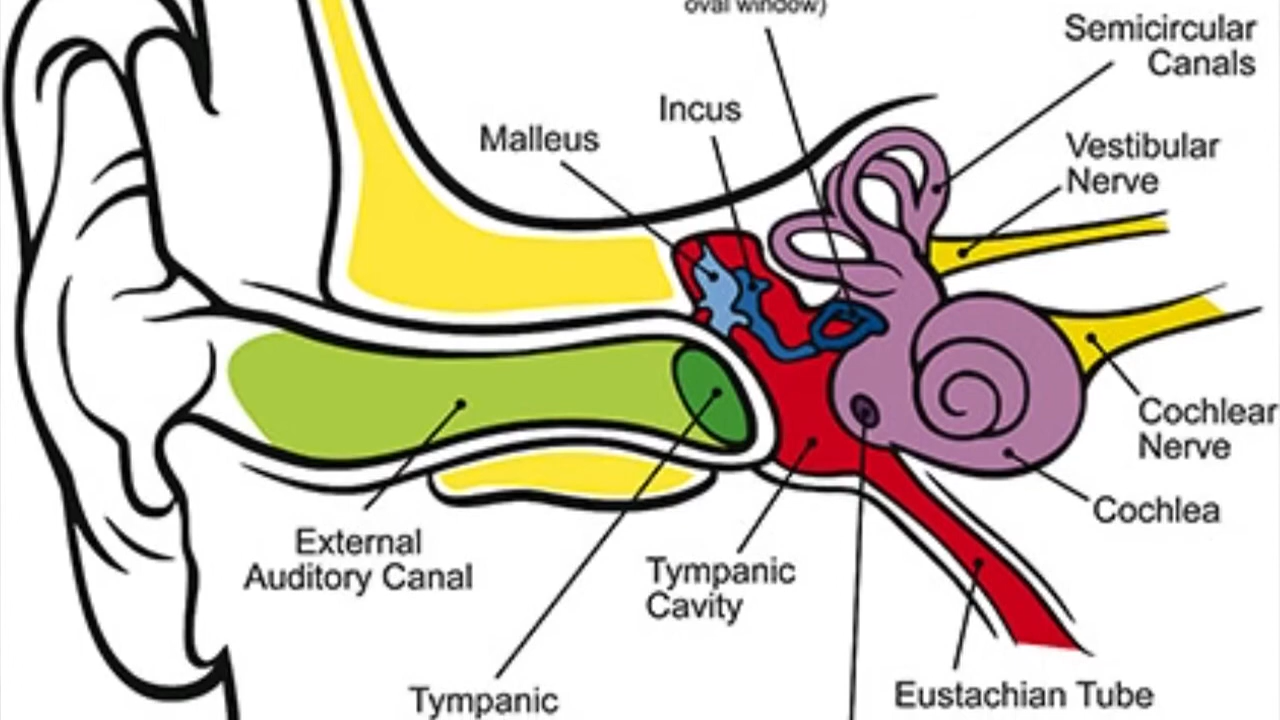 oval window)
Semicircular
Canals
Incus
Malleus
Vestibular
Nerve
Cochlear
Nerve
Cochlea
External
Auditory Canal
Tympanic
Cavity
Tympanic
Eustachian Tube